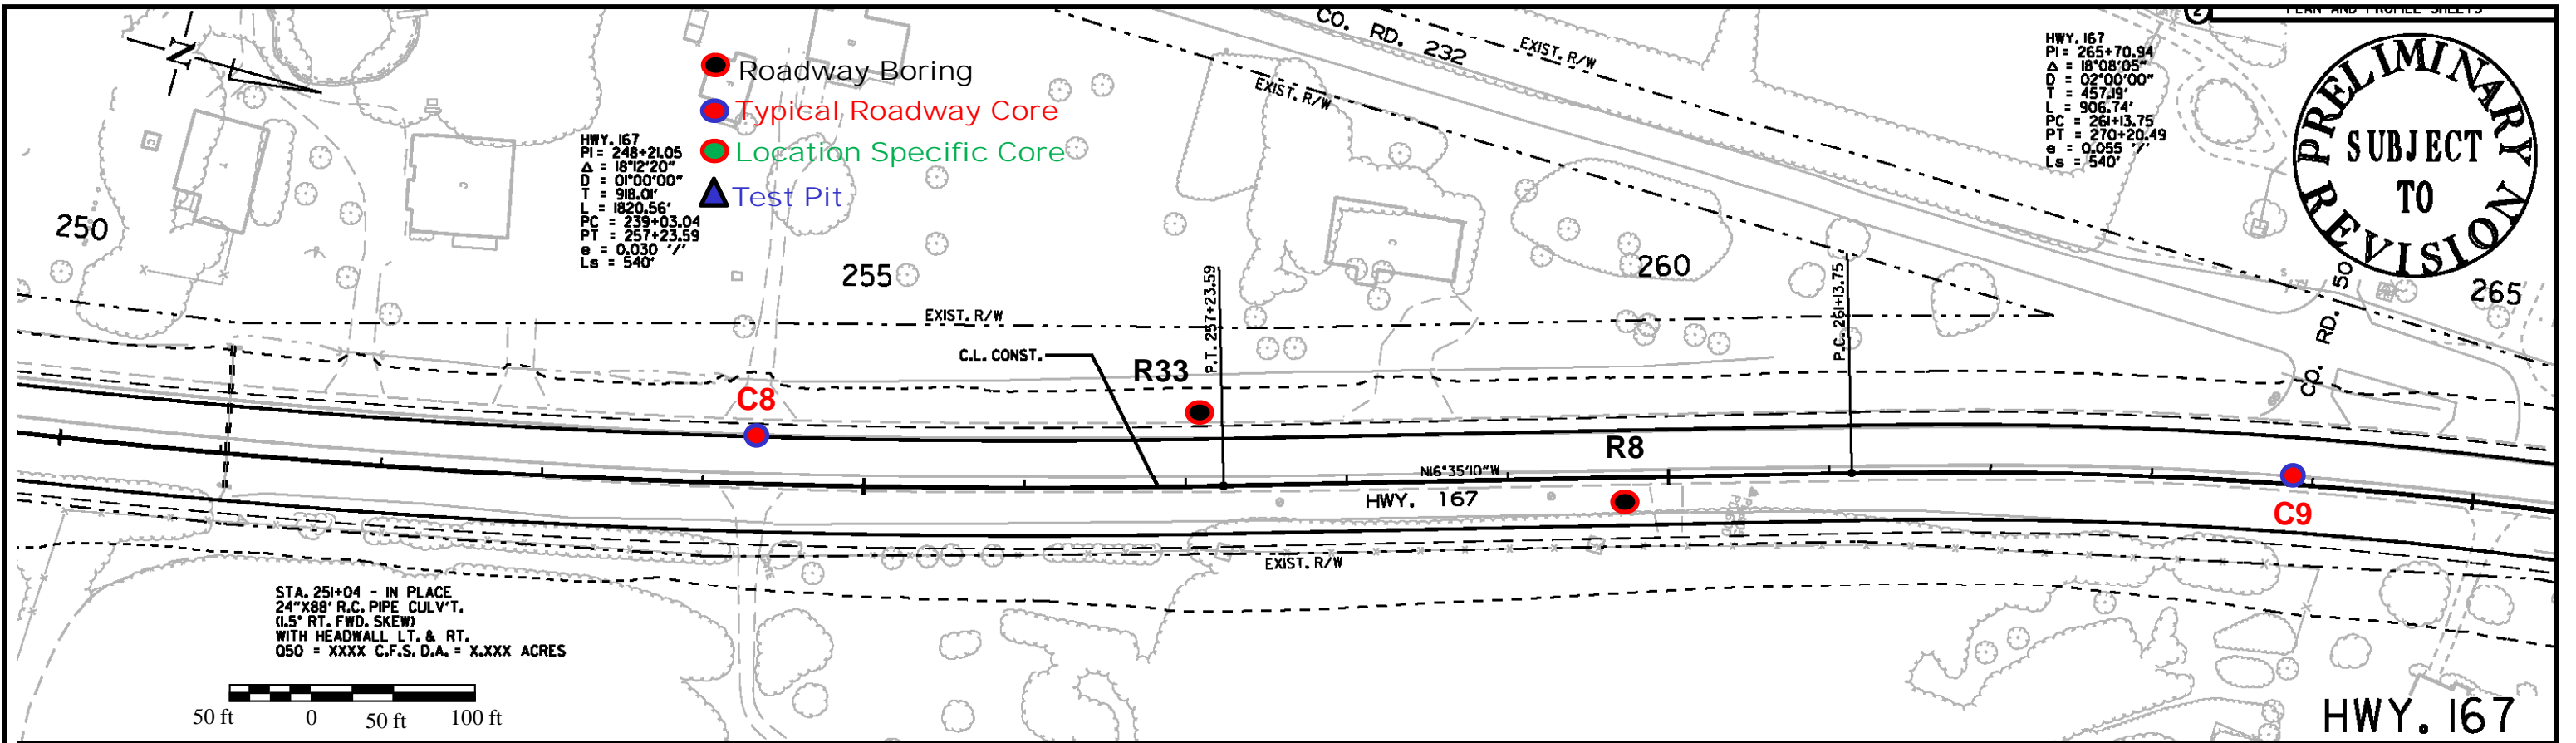 N
2
PLAN AND PROFILE SHEETS
CO. RD. 232
EXIST. R/W
EXIST. R/W
Roadway Boring
Typical Roadway Core
Location Specific Core
Test Pit
HWY. 167
PI = 248+21.05
Δ = 18°12'20"
D = 01°00'00"
T = 918.01'
L = 1820.56'
PC = 239+03.04
PT = 257+23.59
e = 0.030 '/'
Ls = 540'
HWY. 167
PI = 265+70.94
Δ = 18°08'05"
D = 02°00'00"
T = 457.19'
L = 906.74'
PC = 261+13.75
PT = 270+20.49
e = 0.055 '/'
Ls = 540'
PRELIMINARY
SUBJECT
TO
REVISION
250
255
260
265
EXIST. R/W
C.L. CONST.
P.T. 257+23.59
P.C. 261+13.75
CO. RD. 50
R33
C8
R8
C9
N16°35'10"W
HWY. 167
EXIST. R/W
STA. 251+04 - IN PLACE
24"X88' R.C. PIPE CULV'T.
(1.5° RT. FWD. SKEW)
WITH HEADWALL LT. & RT.
Q50 = XXXX C.F.S. D.A. = X.XXX ACRES
50 ft 0 50 ft 100 ft
HWY. 167